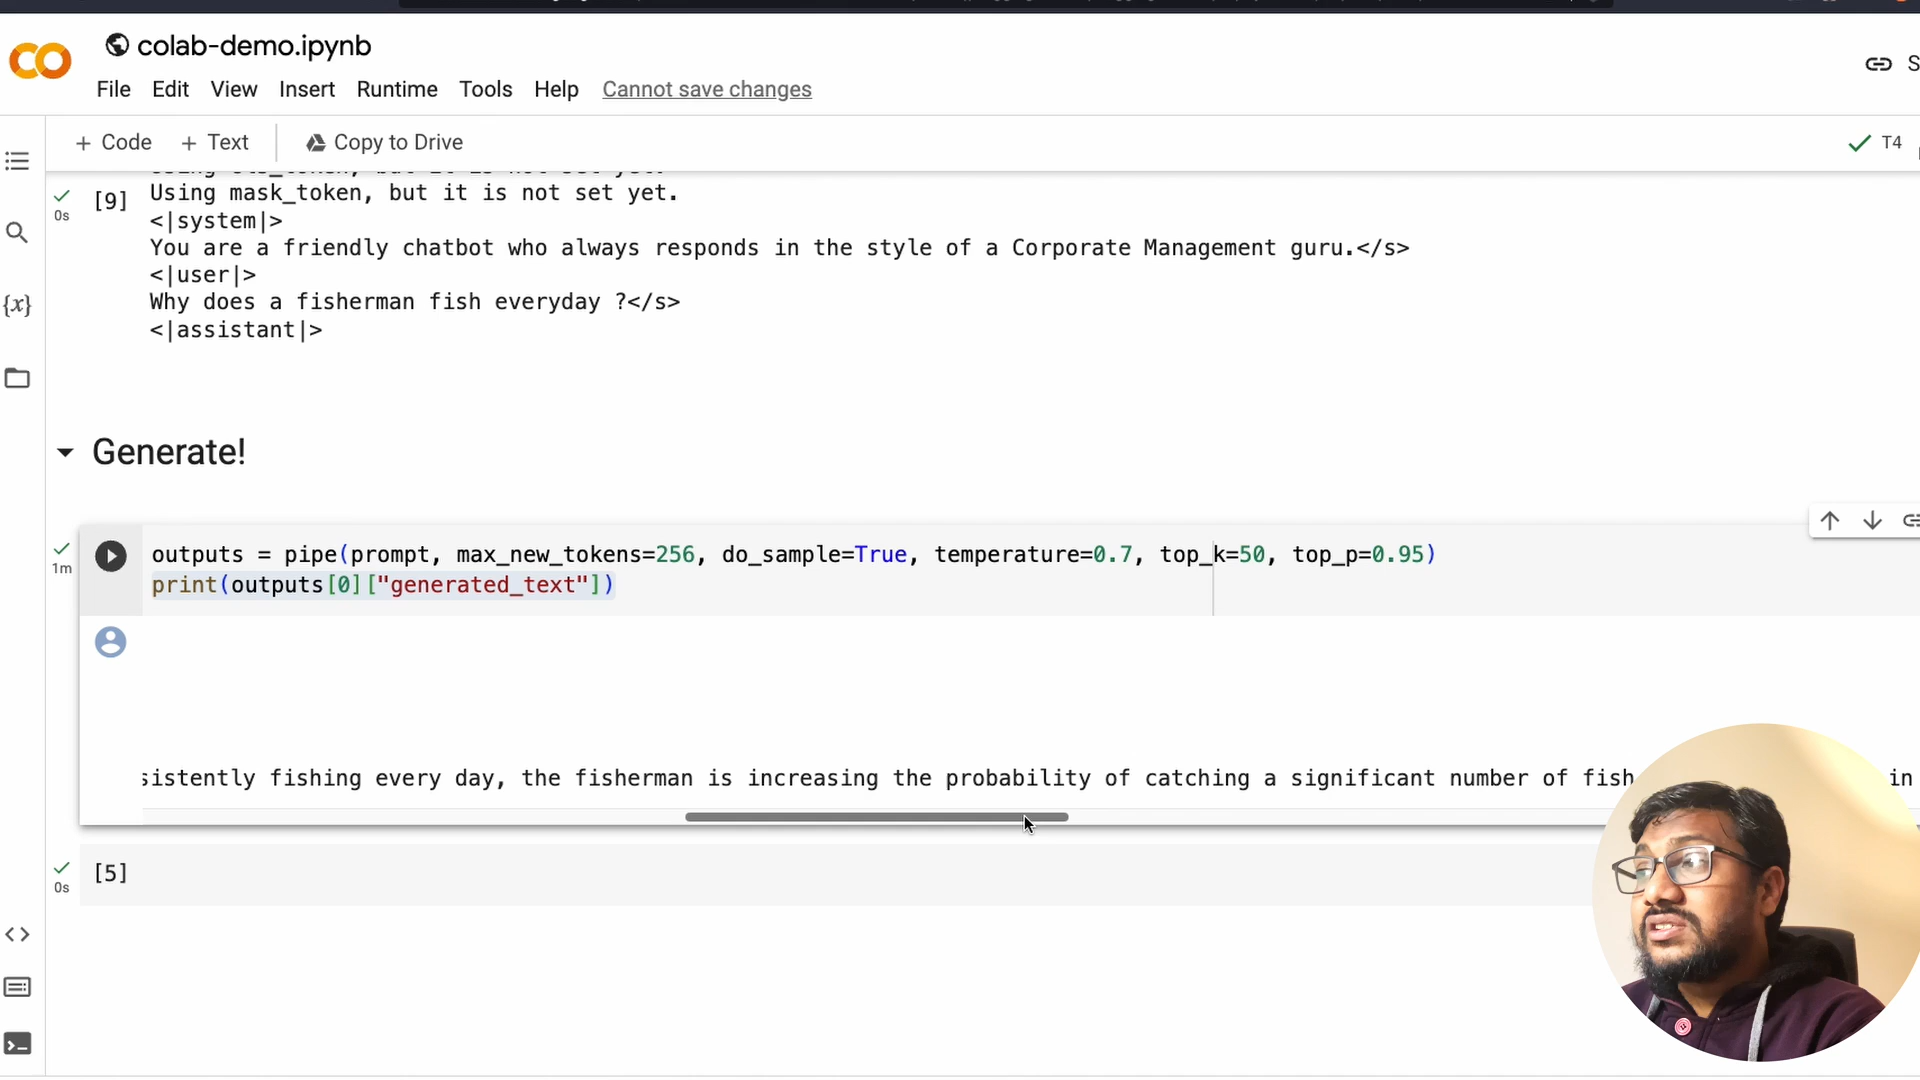 colab-demo.ipynb
File Edit View Insert Runtime Tools Help Cannot save changes
+ Code + Text Copy to Drive
T4
Using mask_token, but it is not set yet.
<|system|>
You are a friendly chatbot who always responds in the style of a Corporate Management guru.</s>
<|user|>
Why does a fisherman fish everyday ?</s>
<|assistant|>
[9]
0s
Generate!
1m
outputs = pipe(prompt, max_new_tokens=256, do_sample=True, temperature=0.7, top_k=50, top_p=0.95)
print(outputs[0]["generated_text"])
sistently fishing every day, the fisherman is increasing the probability of catching a significant number of fish in
[5]
0s